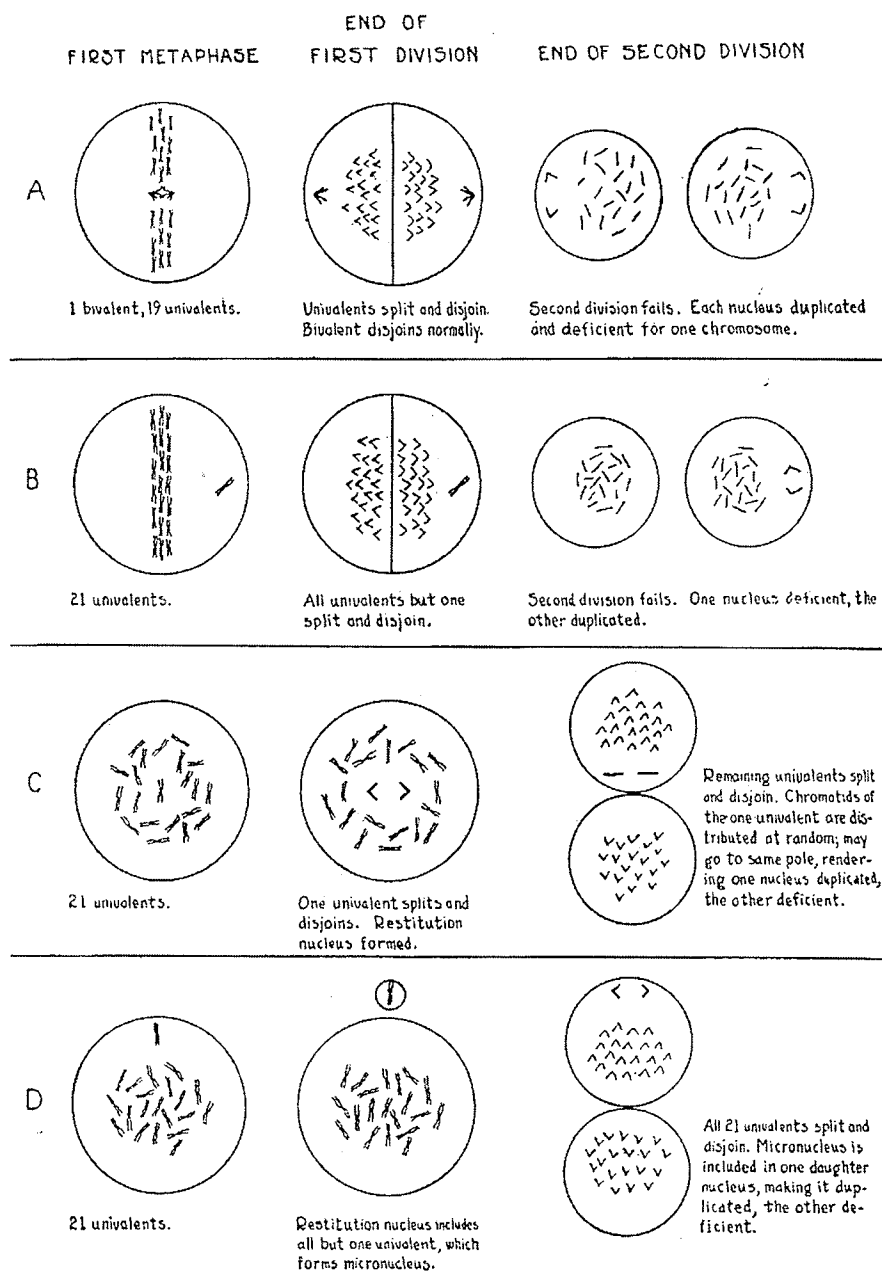 FIRST METAPHASE
END OF
FIRST DIVISION
END OF SECOND DIVISION
A
1 bivalent, 19 univalents.
Univalents split and disjoin.
Bivalent disjoins normally.
Second division fails. Each nucleus duplicated
and deficient for one chromosome.
B
21 univalents.
All univalents but one
split and disjoin.
Second division fails. One nucleus deficient, the
other duplicated.
C
21 univalents.
One univalent splits and
disjoins. Restitution
nucleus formed.
Remaining univalents split
and disjoin. Chromatids of
the one univalent are dis-
tributed at random; may
go to same pole, render-
ing one nucleus duplicated,
the other deficient.
D
21 univalents.
Restitution nucleus includes
all but one univalent, which
forms micronucleus.
All 21 univalents split and
disjoin. Micronucleus is
included in one daughter
nucleus, making it dup-
licated, the other de-
ficient.